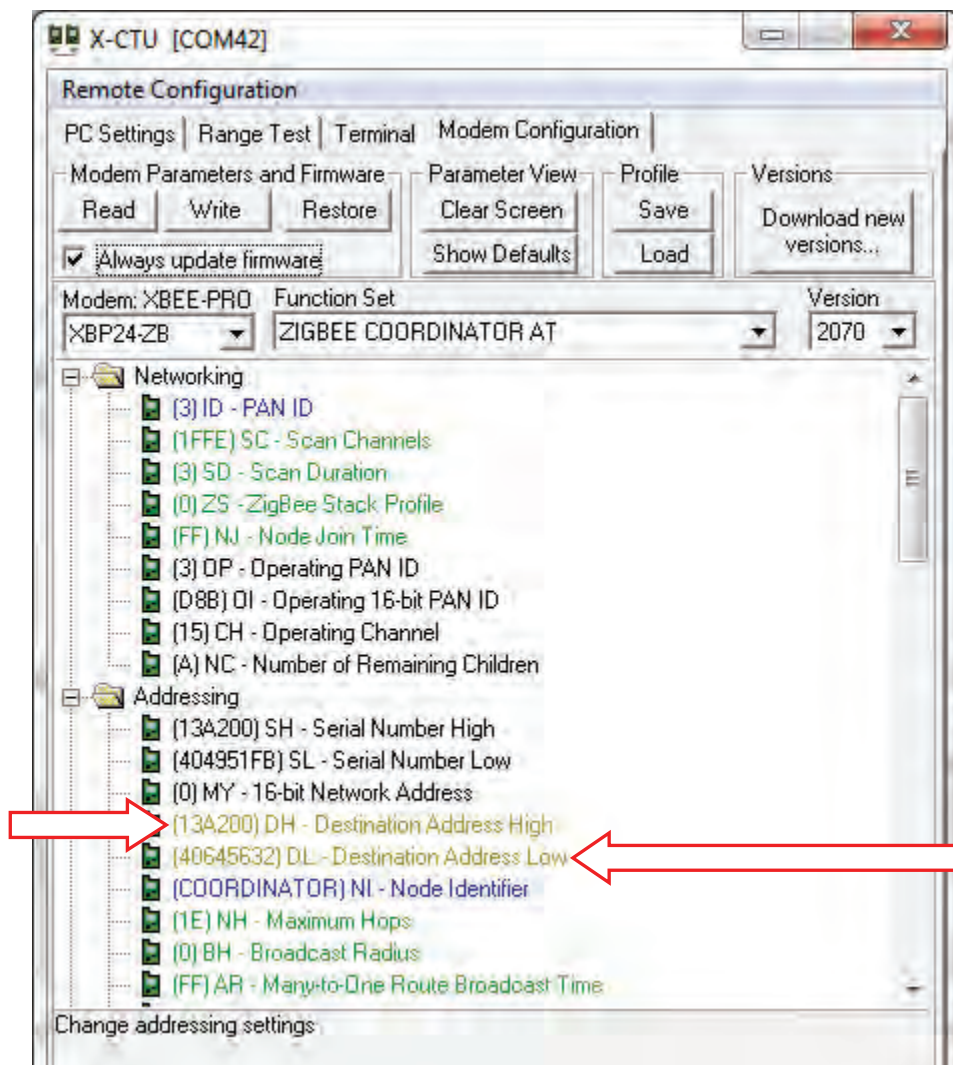 X-CTU [COM42]
Remote Configuration
PC Settings Range Test Terminal Modem Configuration
Modem Parameters and Firmware Parameter View Profile Versions
Read Write Restore Clear Screen Save Download new versions...
Always update firmware Show Defaults Load
Modem: XBEE-PRO Function Set Version
XBP24-ZB ZIGBEE COORDINATOR AT 2070
Networking
(3) ID - PAN ID
(1FFE) SC - Scan Channels
(3) SD - Scan Duration
(0) ZS - ZigBee Stack Profile
(FF) NJ - Node Join Time
(3) OP - Operating PAN ID
(D8B) OI - Operating 16-bit PAN ID
(15) CH - Operating Channel
(A) NC - Number of Remaining Children
Addressing
(13A200) SH - Serial Number High
(404951FB) SL - Serial Number Low
(0) MY - 16-bit Network Address
(13A200) DH - Destination Address High
(40645632) DL - Destination Address Low
(COORDINATOR) NI - Node Identifier
(1E) NH - Maximum Hops
(0) BH - Broadcast Radius
(FF) AR - Many-to-One Route Broadcast Time
Change addressing settings